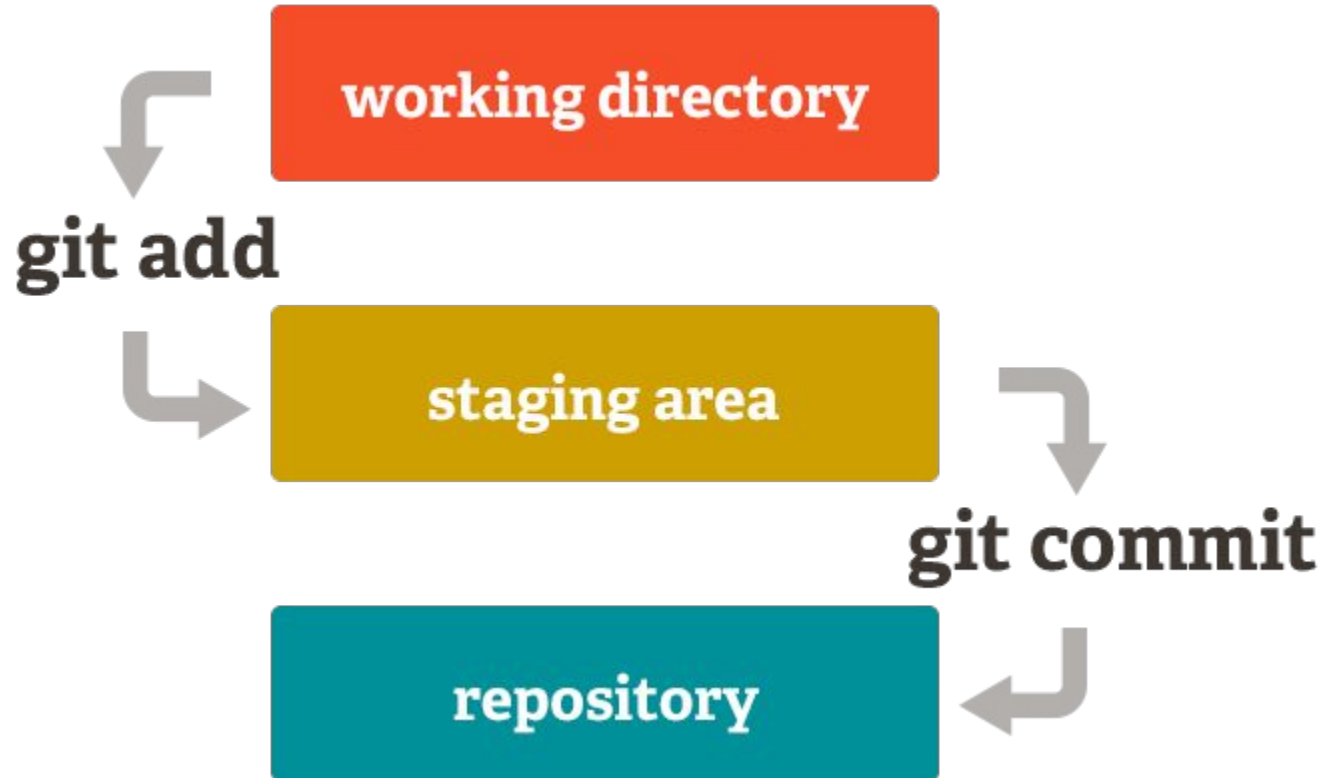 working directory
git add
staging area
git commit
repository